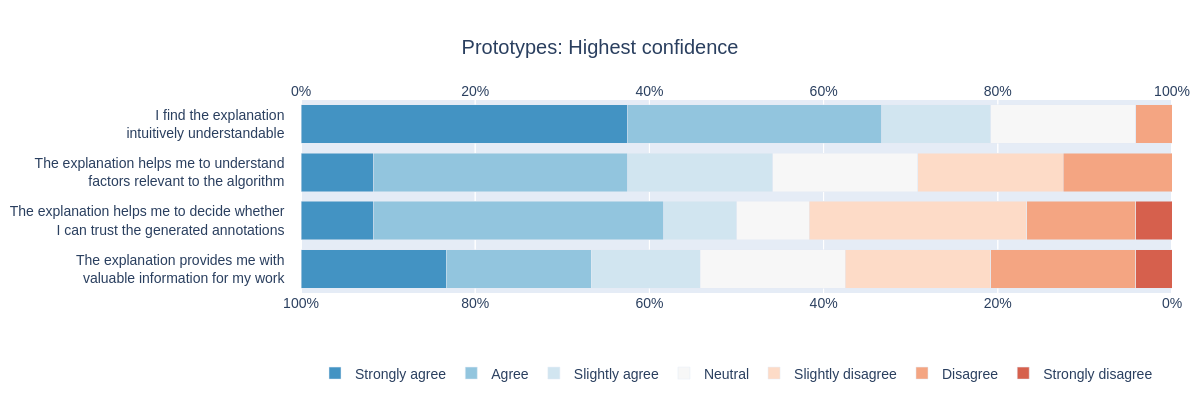 Prototypes: Highest confidence
0% 20% 40% 60% 80% 100%
I find the explanation
intuitively understandable
The explanation helps me to understand
factors relevant to the algorithm
The explanation helps me to decide whether
I can trust the generated annotations
The explanation provides me with
valuable information for my work
100% 80% 60% 40% 20% 0%
Strongly agree Agree Slightly agree Neutral Slightly disagree Disagree Strongly disagree